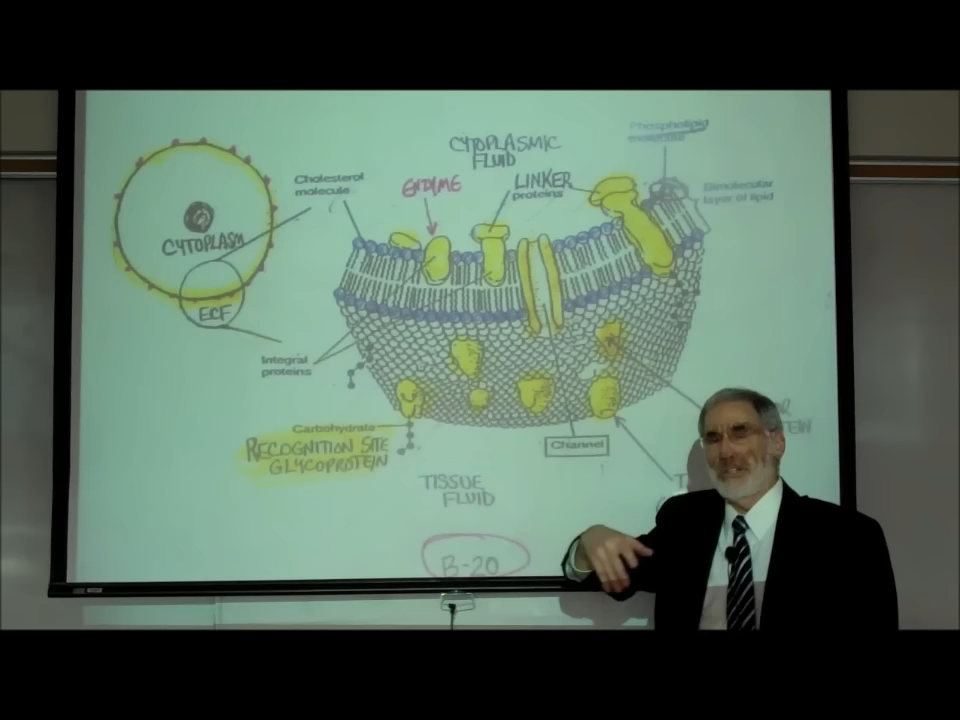 Phospholipid
molecule
CYTOPLASMIC
FLUID
Cholesterol
molecule
ENZYME
LINKER
proteins
Bimolecular
layer of lipid
CYTOPLASM
ECF
Integral
proteins
Carbohydrate
RECOGNITION SITE
GLYCOPROTEIN
Channel
TISSUE
FLUID
B-20